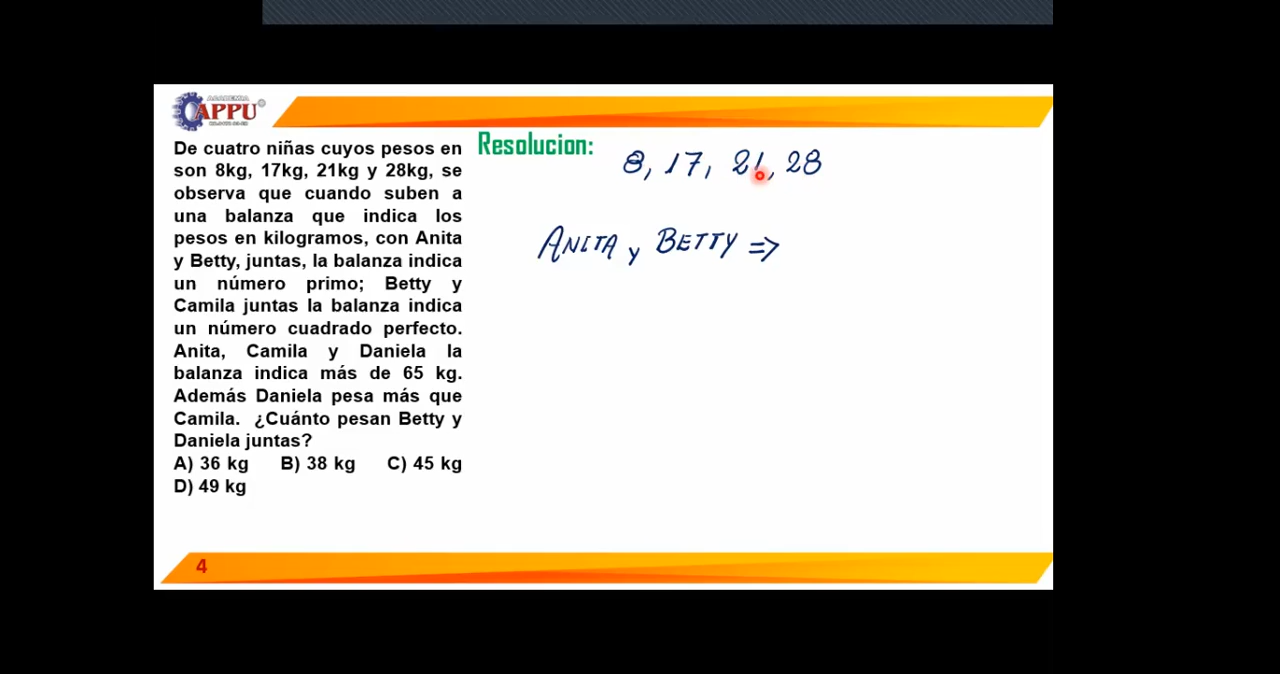 ACADEMIA
APPU
De cuatro niñas cuyos pesos en
son 8kg, 17kg, 21kg y 28kg, se
observa que cuando suben a
una balanza que indica los
pesos en kilogramos, con Anita
y Betty, juntas, la balanza indica
un número primo; Betty y
Camila juntas la balanza indica
un número cuadrado perfecto.
Anita, Camila y Daniela la
balanza indica más de 65 kg.
Además Daniela pesa más que
Camila. ¿Cuánto pesan Betty y
Daniela juntas?
A) 36 kg B) 38 kg C) 45 kg
D) 49 kg
Resolucion:
8, 17, 21, 28
ANITA y BETTY =>
4